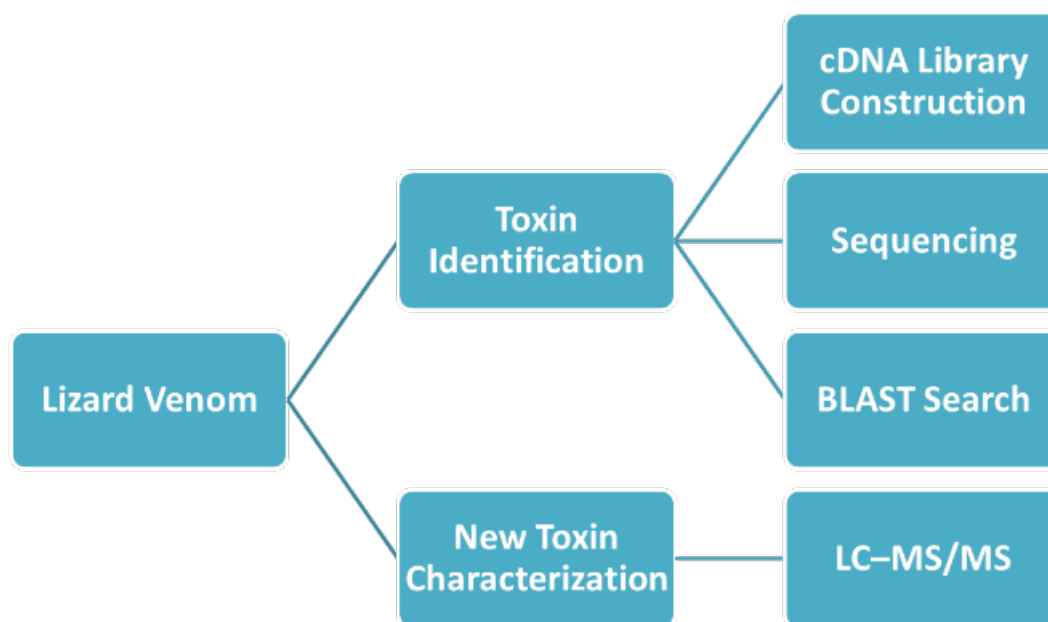 Lizard Venom
Toxin
Identification
cDNA Library
Construction
Sequencing
BLAST Search
New Toxin
Characterization
LC–MS/MS